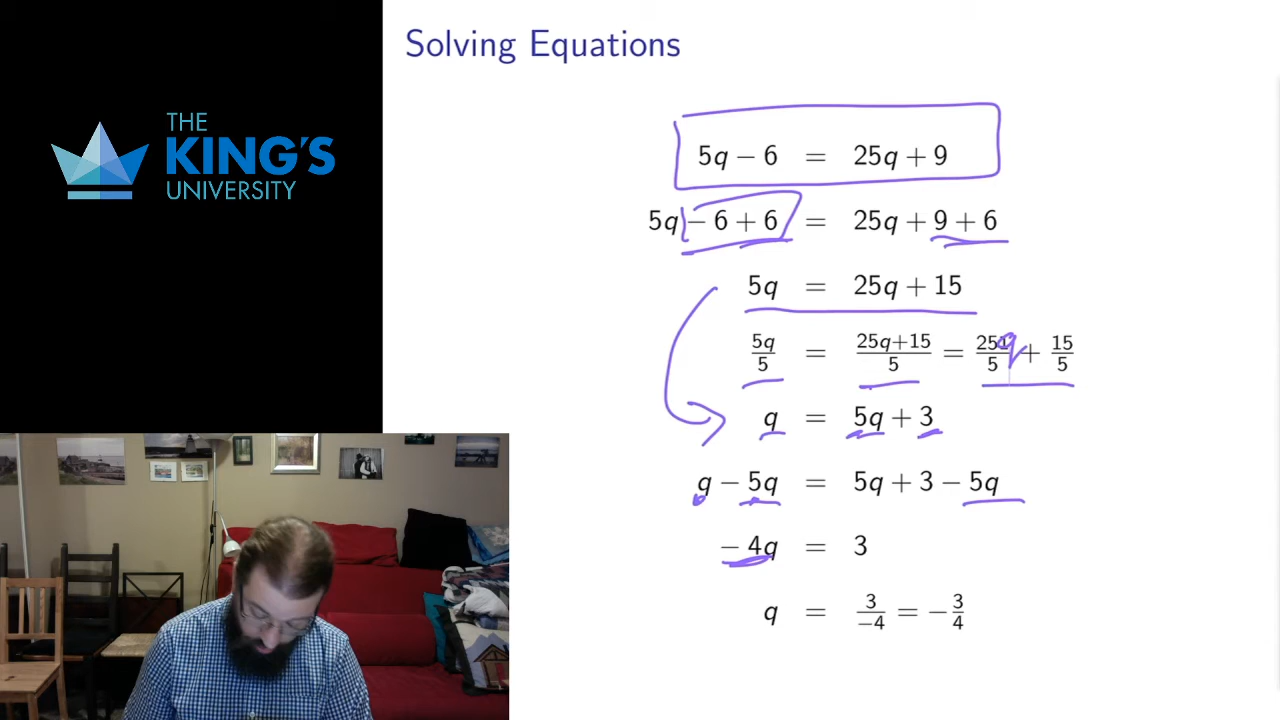 THE
KING'S
UNIVERSITY
Solving Equations
5q − 6 = 25q + 9
5q − 6 + 6 = 25q + 9 + 6
5q = 25q + 15
5q/5 = (25q+15)/5 = 25q/5 + 15/5
q = 5q + 3
q − 5q = 5q + 3 − 5q
− 4q = 3
q = 3/−4 = −3/4